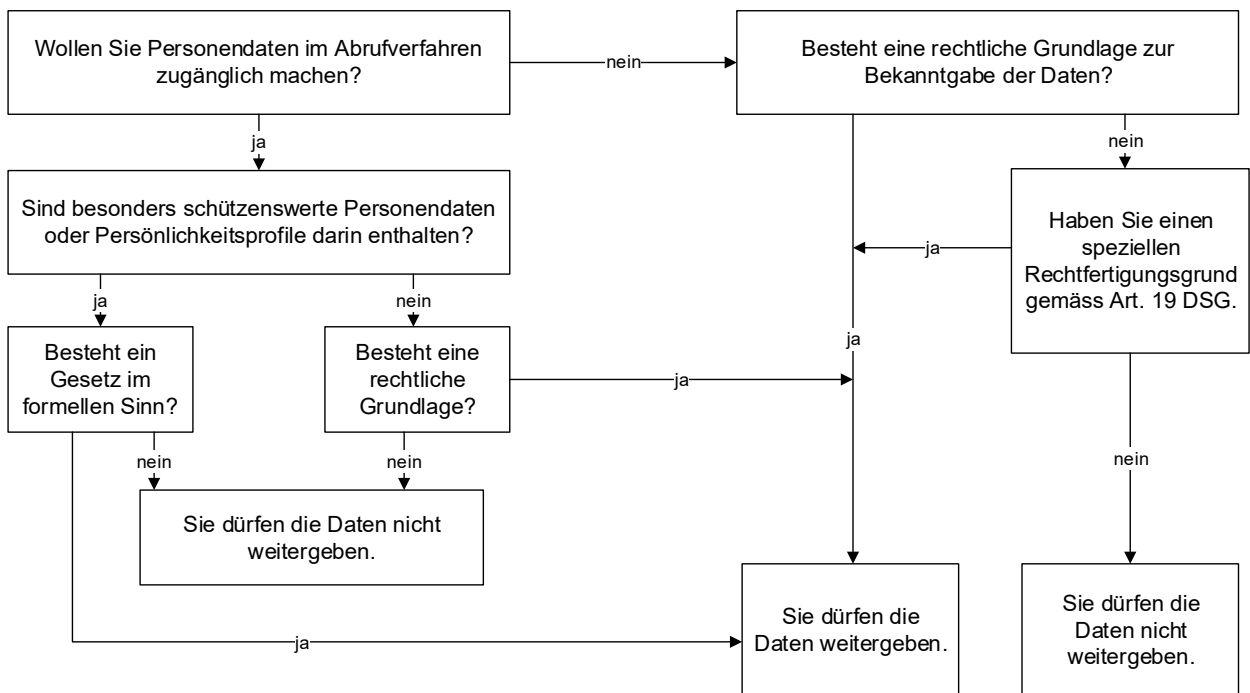 Wollen Sie Personendaten im Abrufverfahren
zugänglich machen?
nein
Besteht eine rechtliche Grundlage zur
Bekanntgabe der Daten?
ja
nein
Sind besonders schützenswerte Personendaten
oder Persönlichkeitsprofile darin enthalten?
Haben Sie einen
speziellen
Rechtfertigungsgrund
gemäss Art. 19 DSG.
ja
ja
nein
Besteht ein
Gesetz im
formellen Sinn?
Besteht eine
rechtliche
Grundlage?
ja
ja
nein
nein
nein
Sie dürfen die Daten nicht
weitergeben.
ja
Sie dürfen die
Daten weitergeben.
Sie dürfen die
Daten nicht
weitergeben.